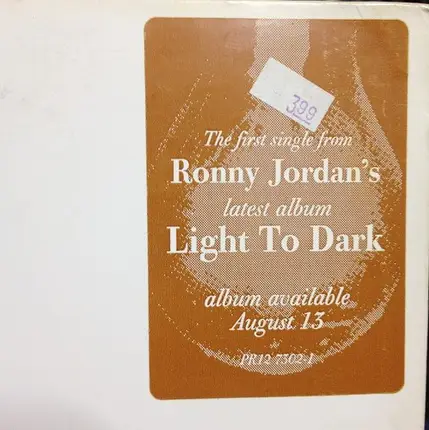 399
The first single from
Ronny Jordan's
latest album
Light To Dark
album available
August 13
PR12 7302-1